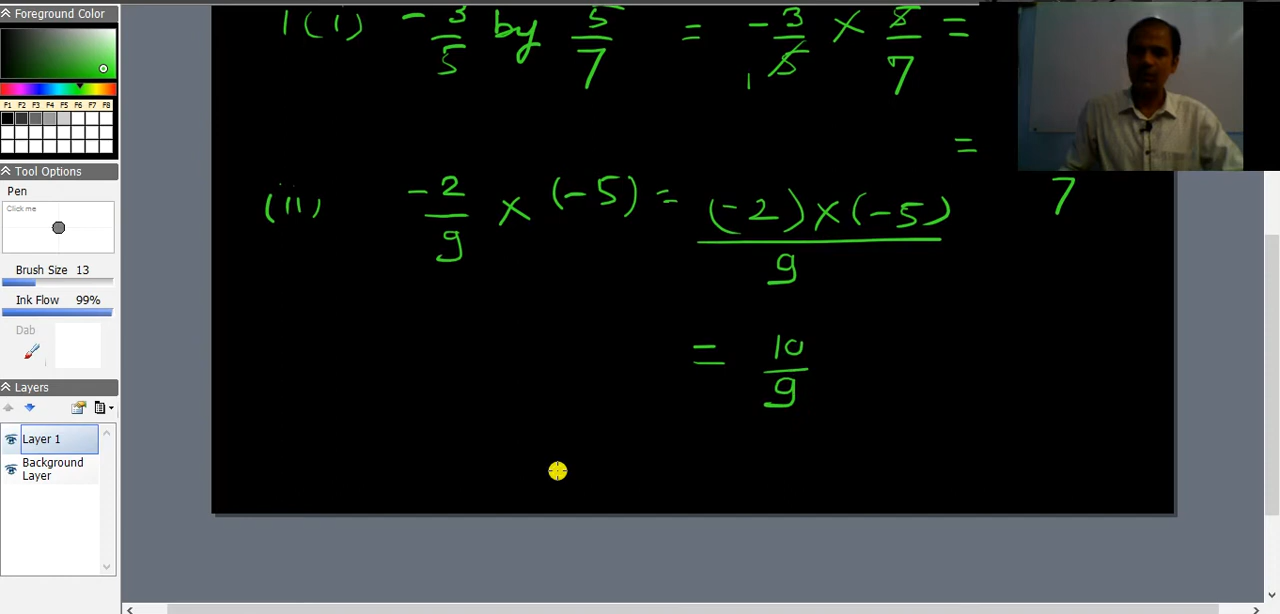 Foreground Color
F1 F2 F3 F4 F5 F6 F7 F8
Tool Options
Pen
Click me
Brush Size 13
Ink Flow 99%
Dab
Layers
Layer 1
Background Layer
1(i) -3/5 by 5/7 = -3/5 × 5/7 =
1
=
7
(ii) -2/9 × (-5) = (-2)×(-5)/9
= 10/9